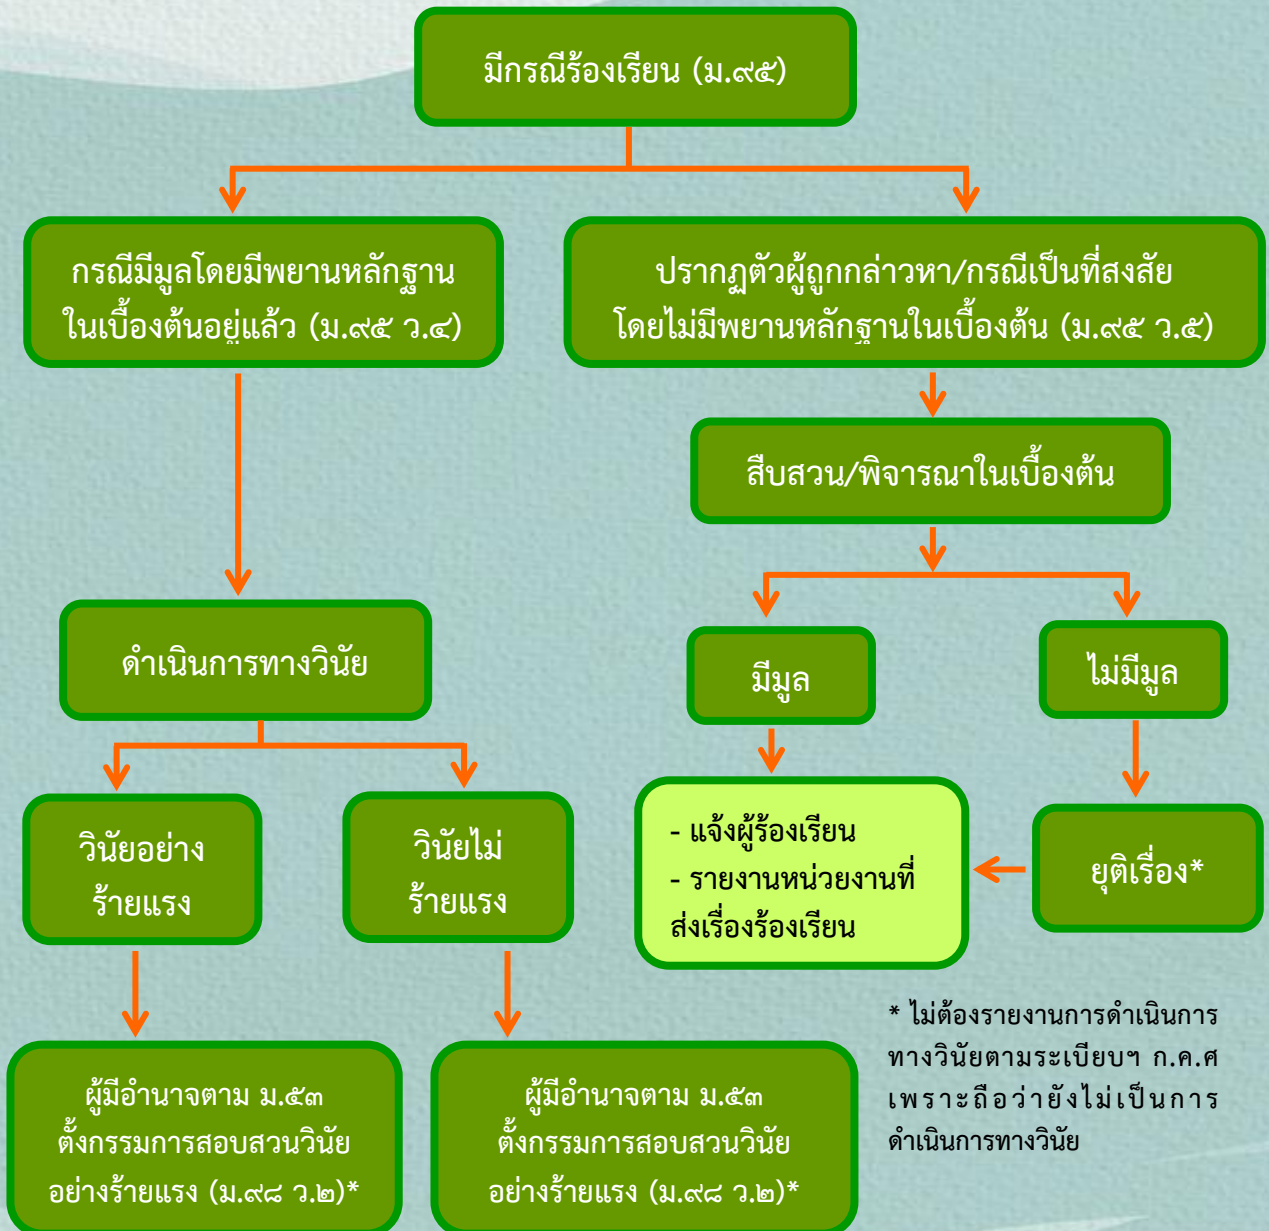 มีกรณีร้องเรียน (ม.๙๕)
กรณีมีมูลโดยมีพยานหลักฐาน
ในเบื้องต้นอยู่แล้ว (ม.๙๕ ว.๔)
ปรากฏตัวผู้ถูกกล่าวหา/กรณีเป็นที่สงสัย
โดยไม่มีพยานหลักฐานในเบื้องต้น (ม.๙๕ ว.๕)
สืบสวน/พิจารณาในเบื้องต้น
ดำเนินการทางวินัย
มีมูล
ไม่มีมูล
วินัยอย่าง
ร้ายแรง
วินัยไม่
ร้ายแรง
- แจ้งผู้ร้องเรียน
- รายงานหน่วยงานที่
ส่งเรื่องร้องเรียน
ยุติเรื่อง*
ผู้มีอำนาจตาม ม.๕๓
ตั้งกรรมการสอบสวนวินัย
อย่างร้ายแรง (ม.๙๘ ว.๒)*
ผู้มีอำนาจตาม ม.๕๓
ตั้งกรรมการสอบสวนวินัย
อย่างร้ายแรง (ม.๙๘ ว.๒)*
* ไม่ต้องรายงานการดำเนินการ
ทางวินัยตามระเบียบฯ ก.ค.ศ
เพราะถือว่ายังไม่เป็นการ
ดำเนินการทางวินัย